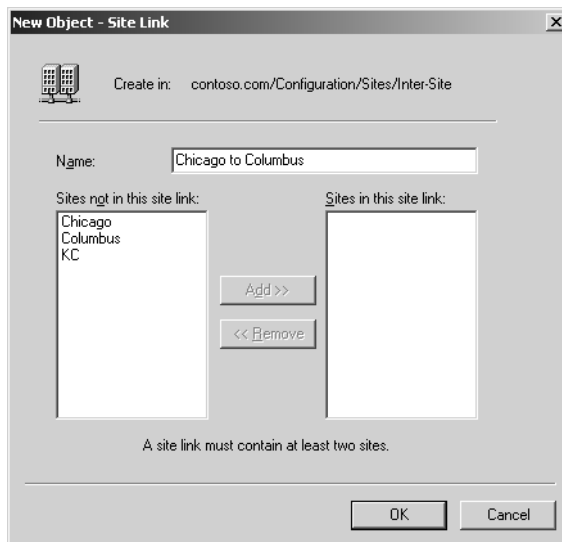 New Object - Site Link
Create in: contoso.com/Configuration/Sites/Inter-Site
Name: Chicago to Columbus
Sites not in this site link:
Chicago
Columbus
KC
Add >>
<< Remove
Sites in this site link:
A site link must contain at least two sites.
OK
Cancel